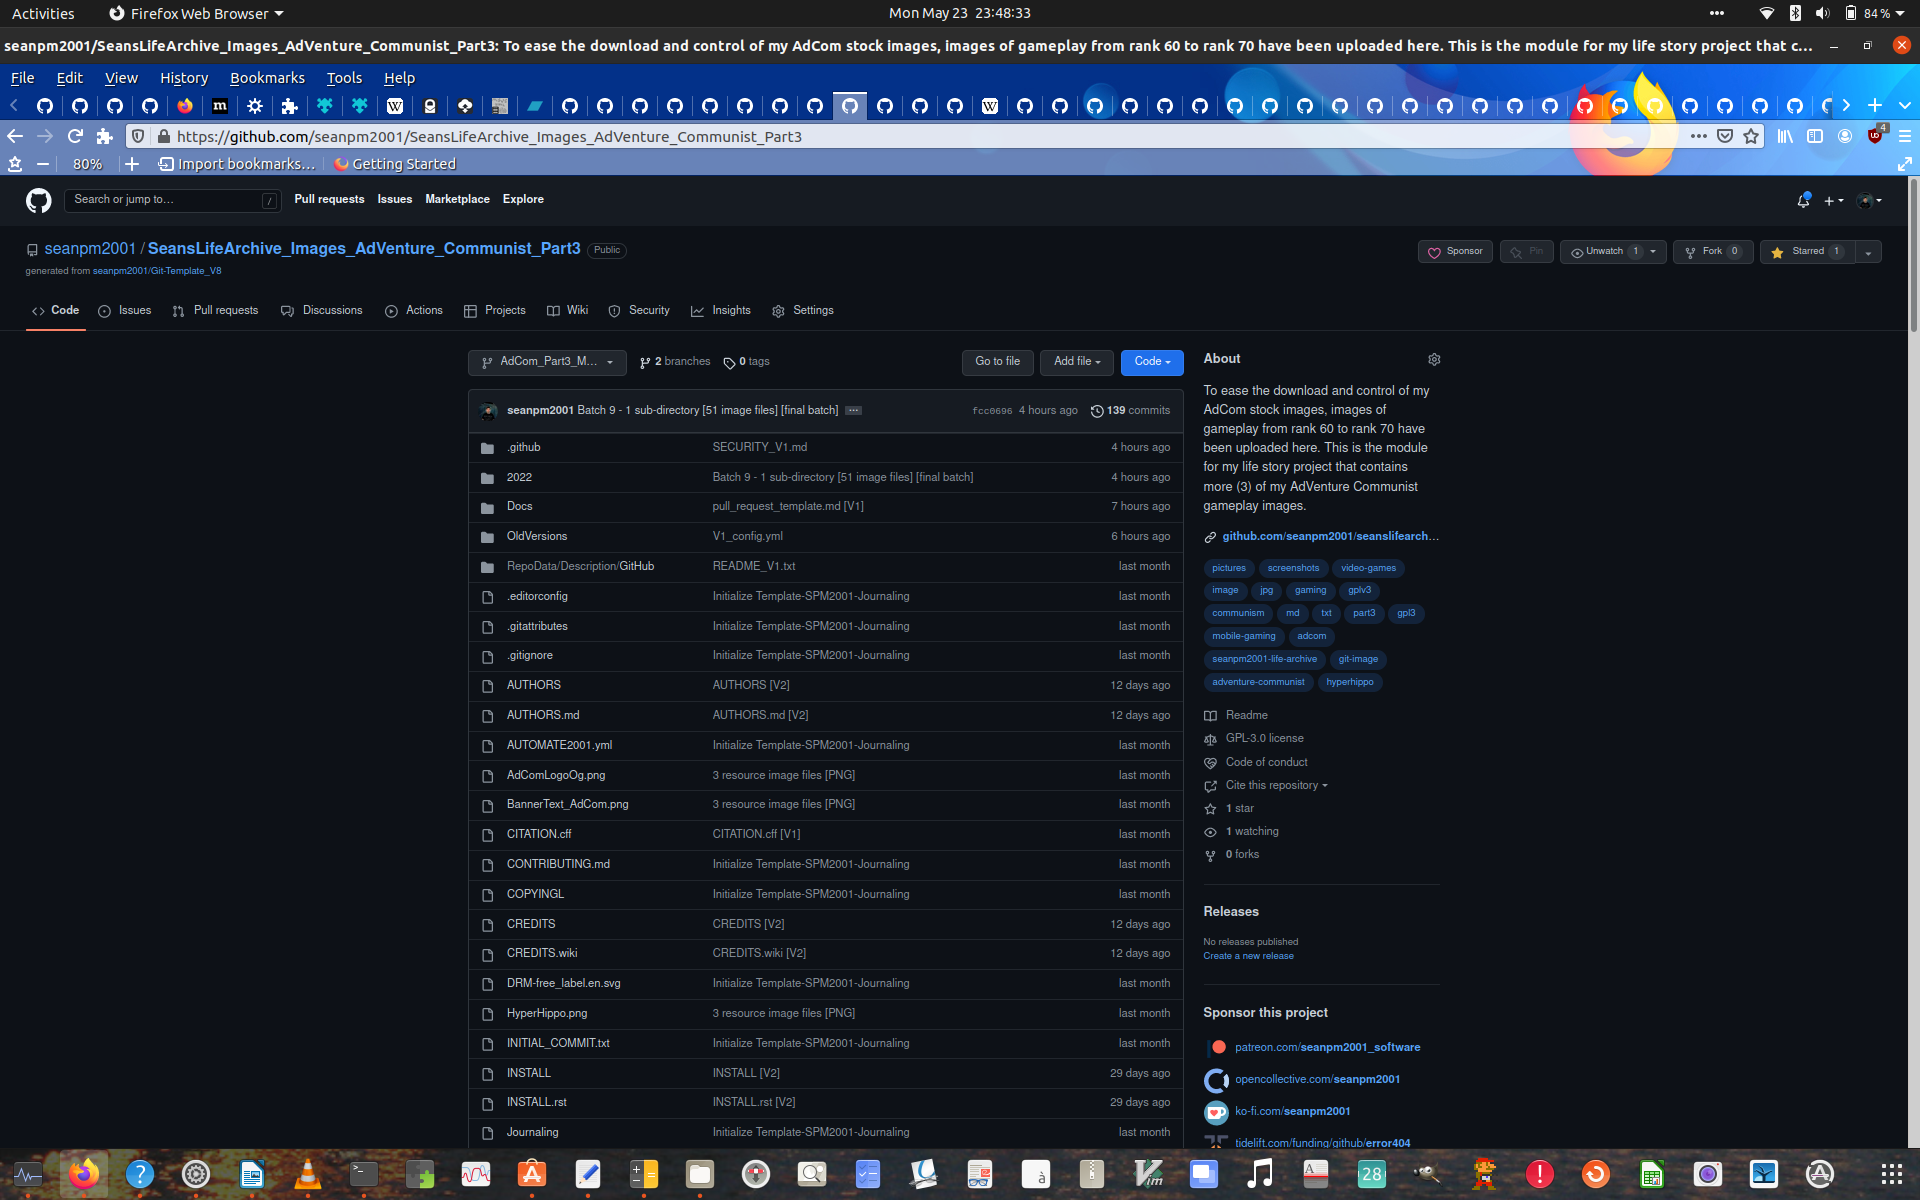 Activities Firefox Web Browser Mon May 23 23:48:33 84 %
seanpm2001/SeansLifeArchive_Images_AdVenture_Communist_Part3: To ease the download and control of my AdCom stock images, images of gameplay from rank 60 to rank 70 have been uploaded here. This is the module for my life story project that c…
File Edit View History Bookmarks Tools Help
https://github.com/seanpm2001/SeansLifeArchive_Images_AdVenture_Communist_Part3 4
80% Import bookmarks… Getting Started
Search or jump to… / Pull requests Issues Marketplace Explore
seanpm2001 / SeansLifeArchive_Images_AdVenture_Communist_Part3 Public Sponsor Pin Unwatch 1 Fork 0 Starred 1
generated from seanpm2001/Git-Template_V8
Code Issues Pull requests Discussions Actions Projects Wiki Security Insights Settings
AdCom_Part3_M... 2 branches 0 tags Go to file Add file Code
seanpm2001 Batch 9 - 1 sub-directory [51 image files] [final batch] ... fcc0696 4 hours ago 139 commits
.github SECURITY_V1.md 4 hours ago
2022 Batch 9 - 1 sub-directory [51 image files] [final batch] 4 hours ago
Docs pull_request_template.md [V1] 7 hours ago
OldVersions V1_config.yml 6 hours ago
RepoData/Description/GitHub README_V1.txt last month
.editorconfig Initialize Template-SPM2001-Journaling last month
.gitattributes Initialize Template-SPM2001-Journaling last month
.gitignore Initialize Template-SPM2001-Journaling last month
AUTHORS AUTHORS [V2] 12 days ago
AUTHORS.md AUTHORS.md [V2] 12 days ago
AUTOMATE2001.yml Initialize Template-SPM2001-Journaling last month
AdComLogoOg.png 3 resource image files [PNG] last month
BannerText_AdCom.png 3 resource image files [PNG] last month
CITATION.cff CITATION.cff [V1] last month
CONTRIBUTING.md Initialize Template-SPM2001-Journaling last month
COPYINGL Initialize Template-SPM2001-Journaling last month
CREDITS CREDITS [V2] 12 days ago
CREDITS.wiki CREDITS.wiki [V2] 12 days ago
DRM-free_label.en.svg Initialize Template-SPM2001-Journaling last month
HyperHippo.png 3 resource image files [PNG] last month
INITIAL_COMMIT.txt Initialize Template-SPM2001-Journaling last month
INSTALL INSTALL [V2] 29 days ago
INSTALL.rst INSTALL.rst [V2] 29 days ago
Journaling Initialize Template-SPM2001-Journaling last month
About
To ease the download and control of my
AdCom stock images, images of
gameplay from rank 60 to rank 70 have
been uploaded here. This is the module
for my life story project that contains
more (3) of my AdVenture Communist
gameplay images.
github.com/seanpm2001/seanslifearch…
pictures screenshots video-games
image jpg gaming gplv3
communism md txt part3 gpl3
mobile-gaming adcom
seanpm2001-life-archive git-image
adventure-communist hyperhippo
Readme
GPL-3.0 license
Code of conduct
Cite this repository
1 star
1 watching
0 forks
Releases
No releases published
Create a new release
Sponsor this project
patreon.com/seanpm2001_software
opencollective.com/seanpm2001
ko-fi.com/seanpm2001
tidelift.com/funding/github/error404
28